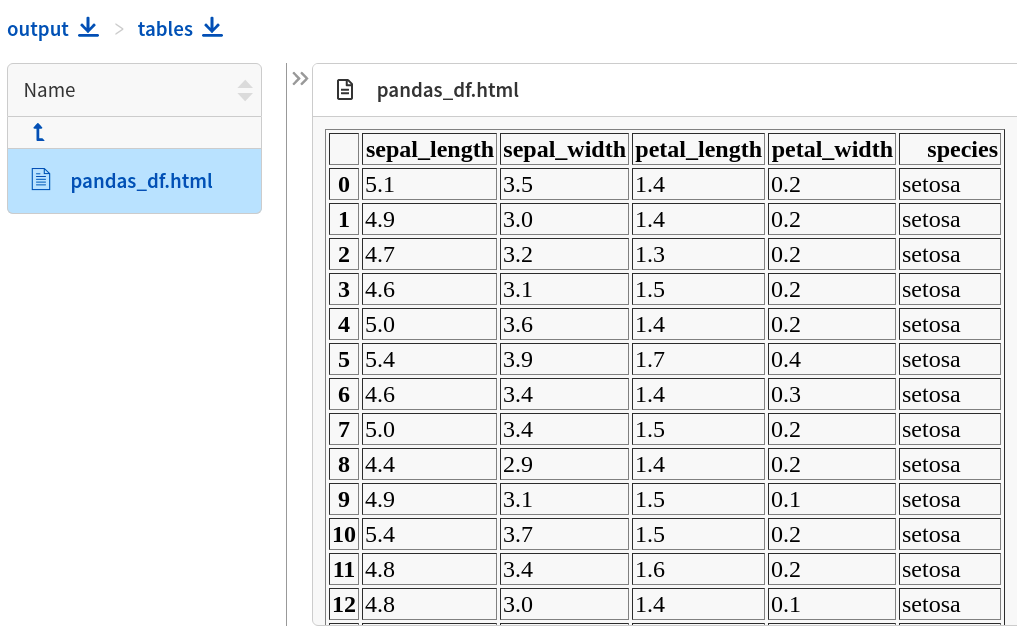 output > tables
Name
pandas_df.html
pandas_df.html
sepal_length sepal_width petal_length petal_width species
0 5.1 3.5 1.4 0.2 setosa
1 4.9 3.0 1.4 0.2 setosa
2 4.7 3.2 1.3 0.2 setosa
3 4.6 3.1 1.5 0.2 setosa
4 5.0 3.6 1.4 0.2 setosa
5 5.4 3.9 1.7 0.4 setosa
6 4.6 3.4 1.4 0.3 setosa
7 5.0 3.4 1.5 0.2 setosa
8 4.4 2.9 1.4 0.2 setosa
9 4.9 3.1 1.5 0.1 setosa
10 5.4 3.7 1.5 0.2 setosa
11 4.8 3.4 1.6 0.2 setosa
12 4.8 3.0 1.4 0.1 setosa